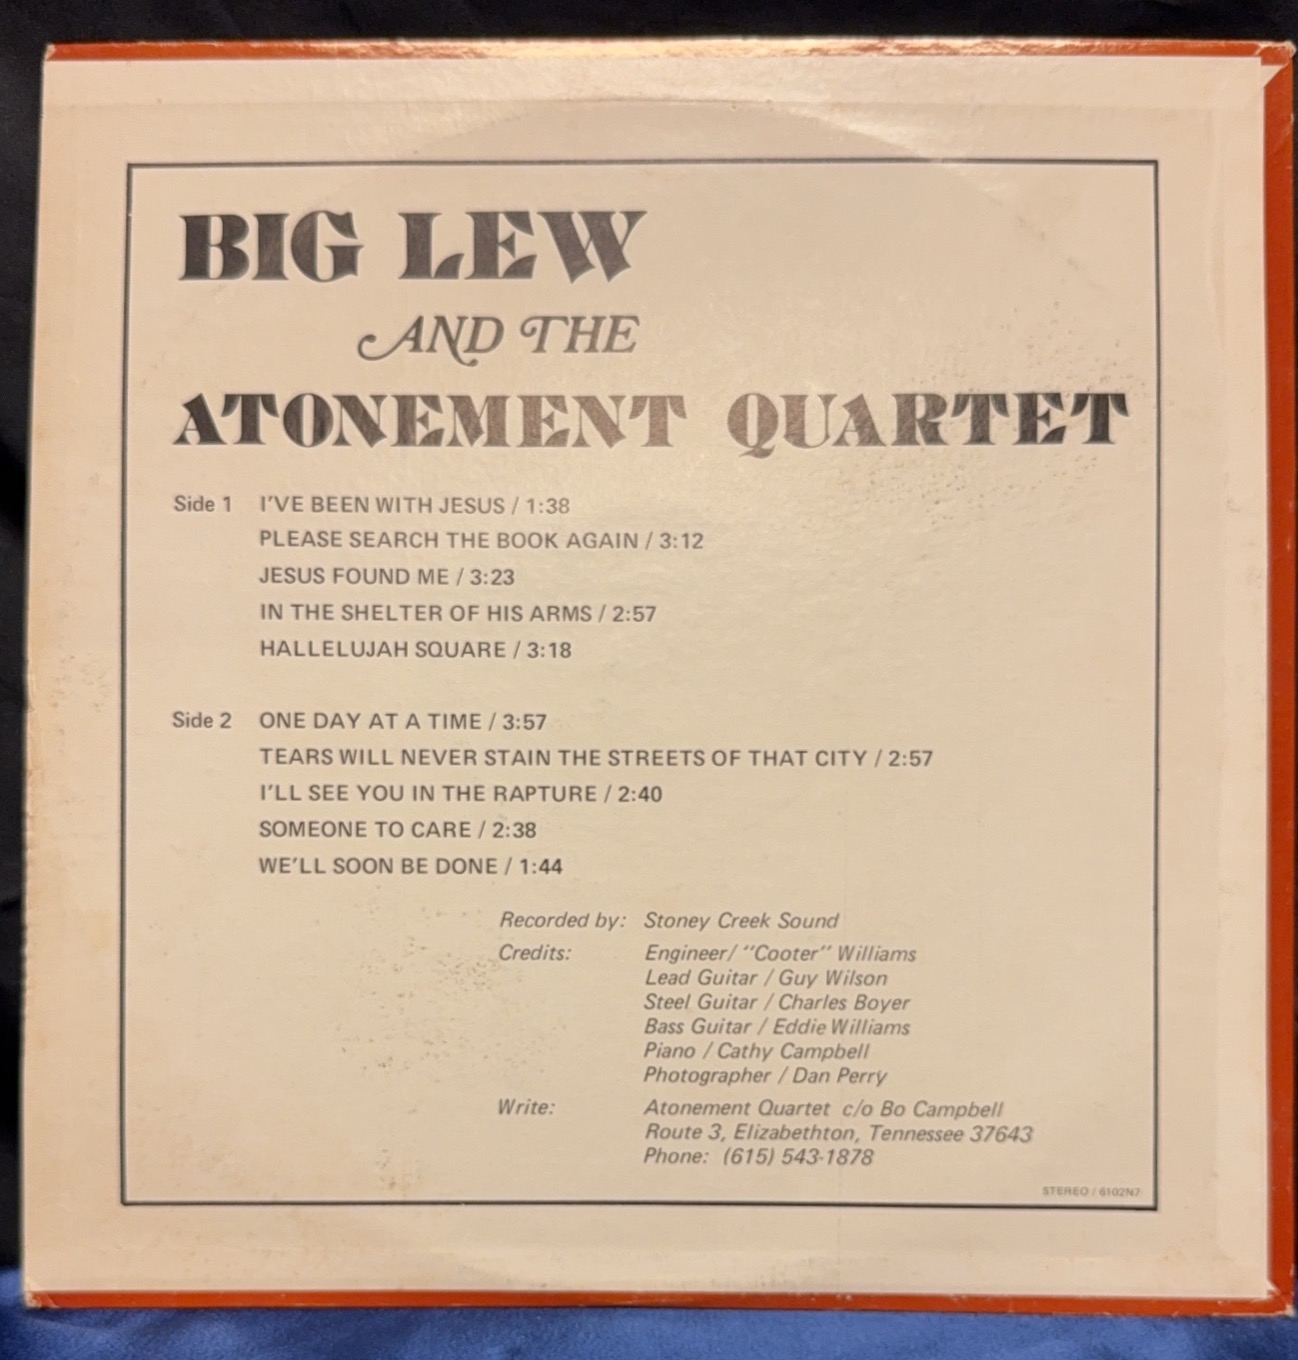 BIG LEW
AND THE
ATONEMENT QUARTET
Side 1 I'VE BEEN WITH JESUS / 1:38
PLEASE SEARCH THE BOOK AGAIN / 3:12
JESUS FOUND ME / 3:23
IN THE SHELTER OF HIS ARMS / 2:57
HALLELUJAH SQUARE / 3:18
Side 2 ONE DAY AT A TIME / 3:57
TEARS WILL NEVER STAIN THE STREETS OF THAT CITY / 2:57
I'LL SEE YOU IN THE RAPTURE / 2:40
SOMEONE TO CARE / 2:38
WE'LL SOON BE DONE / 1:44
Recorded by: Stoney Creek Sound
Credits: Engineer/ "Cooter" Williams
Lead Guitar / Guy Wilson
Steel Guitar / Charles Boyer
Bass Guitar / Eddie Williams
Piano / Cathy Campbell
Photographer / Dan Perry
Write: Atonement Quartet c/o Bo Campbell
Route 3, Elizabethton, Tennessee 37643
Phone: (615) 543-1878
STEREO / 6102N7